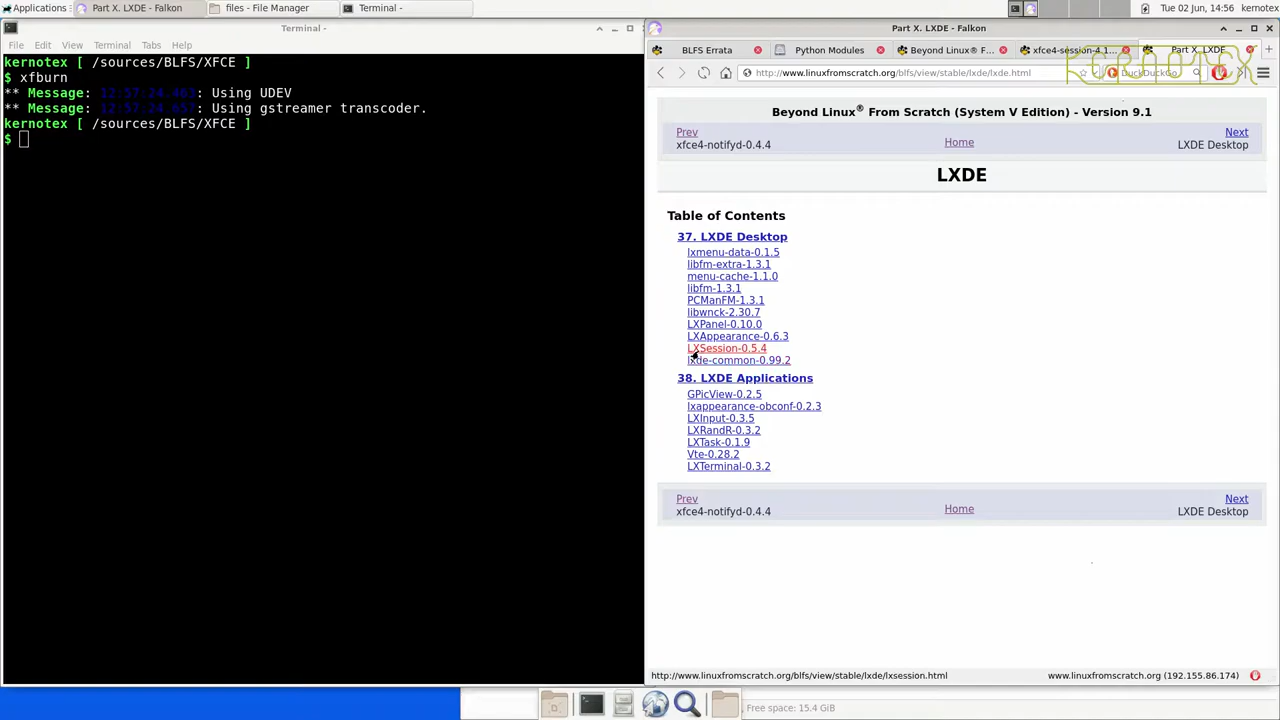 Applications
Part X. LXDE - Falkon
files - File Manager
Terminal -
Tue 02 Jun, 14:56
kernotex
Terminal -
File Edit View Terminal Tabs Help
kernotex [ /sources/BLFS/XFCE ]
$ xfburn
** Message: 12:57:24.463: Using UDEV
** Message: 12:57:24.657: Using gstreamer transcoder.
kernotex [ /sources/BLFS/XFCE ]
$
Part X. LXDE - Falkon
BLFS Errata
Python Modules
Beyond Linux® F...
xfce4-session-4.1...
Part X. LXDE
http://www.linuxfromscratch.org/blfs/view/stable/lxde/lxde.html
DuckDuckGo
KERNOTEX
Beyond Linux® From Scratch (System V Edition) - Version 9.1
Prev
Next
xfce4-notifyd-0.4.4
Home
LXDE Desktop
LXDE
Table of Contents
37. LXDE Desktop
lxmenu-data-0.1.5
libfm-extra-1.3.1
menu-cache-1.1.0
libfm-1.3.1
PCManFM-1.3.1
libwnck-2.30.7
LXPanel-0.10.0
LXAppearance-0.6.3
LXSession-0.5.4
lxde-common-0.99.2
38. LXDE Applications
GPicView-0.2.5
lxappearance-obconf-0.2.3
LXInput-0.3.5
LXRandR-0.3.2
LXTask-0.1.9
Vte-0.28.2
LXTerminal-0.3.2
Prev
Next
xfce4-notifyd-0.4.4
Home
LXDE Desktop
http://www.linuxfromscratch.org/blfs/view/stable/lxde/lxsession.html
www.linuxfromscratch.org (192.155.86.174)
Free space: 15.4 GiB